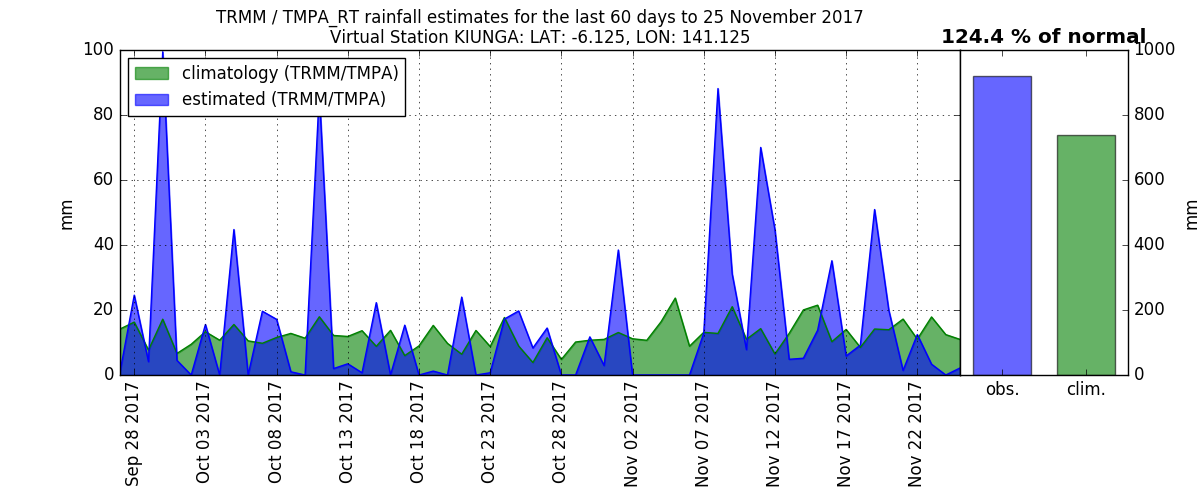 TRMM / TMPA_RT rainfall estimates for the last 60 days to 25 November 2017
Virtual Station KIUNGA: LAT: -6.125, LON: 141.125
124.4 % of normal
climatology (TRMM/TMPA)
estimated (TRMM/TMPA)
100
80
60
40
20
0
mm
1000
800
600
400
200
0
mm
Sep 28 2017
Oct 03 2017
Oct 08 2017
Oct 13 2017
Oct 18 2017
Oct 23 2017
Oct 28 2017
Nov 02 2017
Nov 07 2017
Nov 12 2017
Nov 17 2017
Nov 22 2017
obs.
clim.